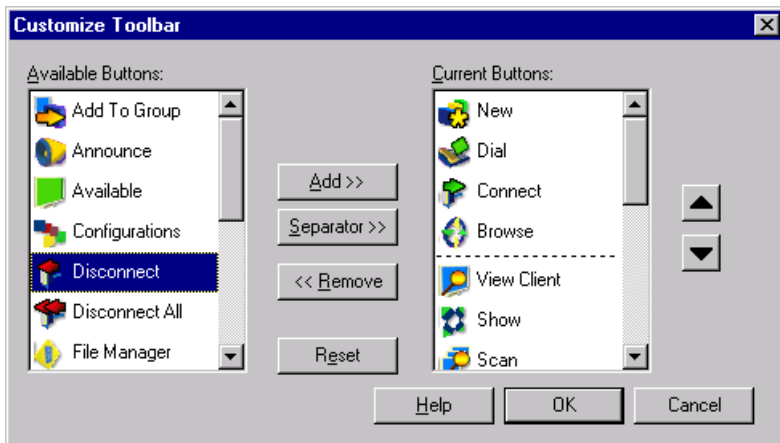 Customize Toolbar
Available Buttons:
Add To Group
Announce
Available
Configurations
Disconnect
Disconnect All
File Manager
Add >>
Separator >>
<< Remove
Reset
Current Buttons:
New
Dial
Connect
Browse
View Client
Show
Scan
Help
OK
Cancel